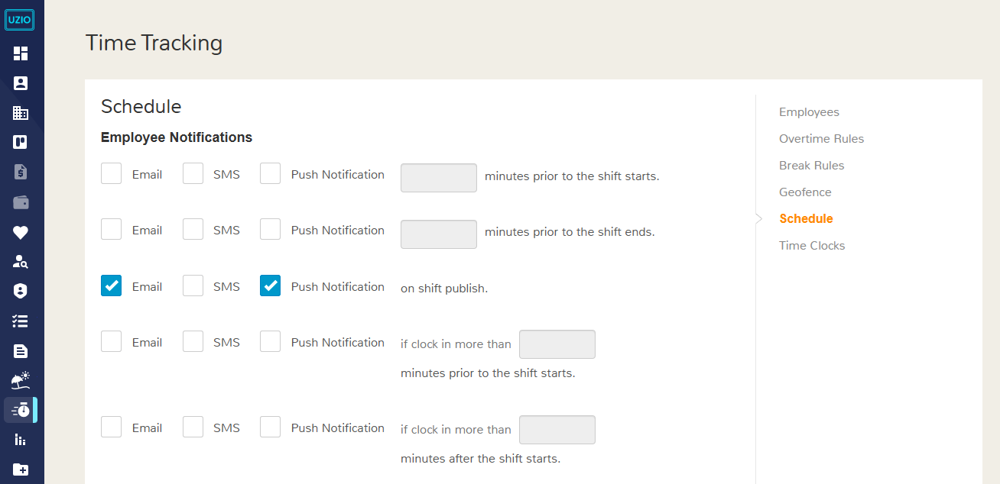 UZIO
Time Tracking
Schedule
Employee Notifications
Email SMS Push Notification minutes prior to the shift starts.
Email SMS Push Notification minutes prior to the shift ends.
Email SMS Push Notification on shift publish.
Email SMS Push Notification if clock in more than
minutes prior to the shift starts.
Email SMS Push Notification if clock in more than
minutes after the shift starts.
Employees
Overtime Rules
Break Rules
Geofence
Schedule
Time Clocks